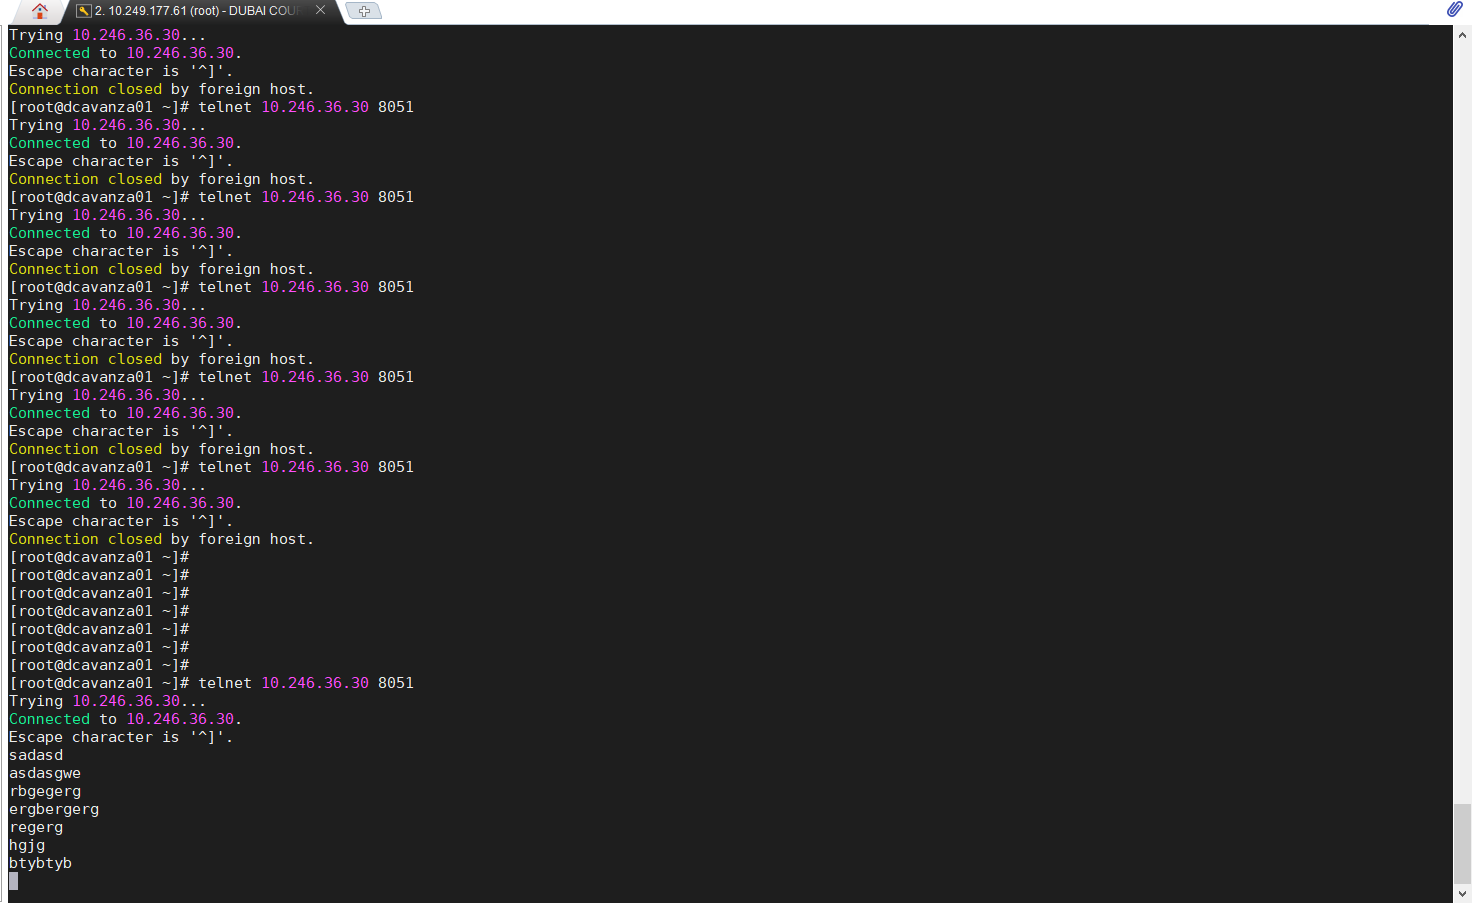 2. 10.249.177.61 (root) - DUBAI COU
Trying 10.246.36.30...
Connected to 10.246.36.30.
Escape character is '^]'.
Connection closed by foreign host.
[root@dcavanza01 ~]# telnet 10.246.36.30 8051
Trying 10.246.36.30...
Connected to 10.246.36.30.
Escape character is '^]'.
Connection closed by foreign host.
[root@dcavanza01 ~]# telnet 10.246.36.30 8051
Trying 10.246.36.30...
Connected to 10.246.36.30.
Escape character is '^]'.
Connection closed by foreign host.
[root@dcavanza01 ~]# telnet 10.246.36.30 8051
Trying 10.246.36.30...
Connected to 10.246.36.30.
Escape character is '^]'.
Connection closed by foreign host.
[root@dcavanza01 ~]# telnet 10.246.36.30 8051
Trying 10.246.36.30...
Connected to 10.246.36.30.
Escape character is '^]'.
Connection closed by foreign host.
[root@dcavanza01 ~]# telnet 10.246.36.30 8051
Trying 10.246.36.30...
Connected to 10.246.36.30.
Escape character is '^]'.
Connection closed by foreign host.
[root@dcavanza01 ~]#
[root@dcavanza01 ~]#
[root@dcavanza01 ~]#
[root@dcavanza01 ~]#
[root@dcavanza01 ~]#
[root@dcavanza01 ~]#
[root@dcavanza01 ~]#
[root@dcavanza01 ~]# telnet 10.246.36.30 8051
Trying 10.246.36.30...
Connected to 10.246.36.30.
Escape character is '^]'.
sadasd
asdasgwe
rbgegerg
ergbergerg
regerg
hgjg
btybtyb